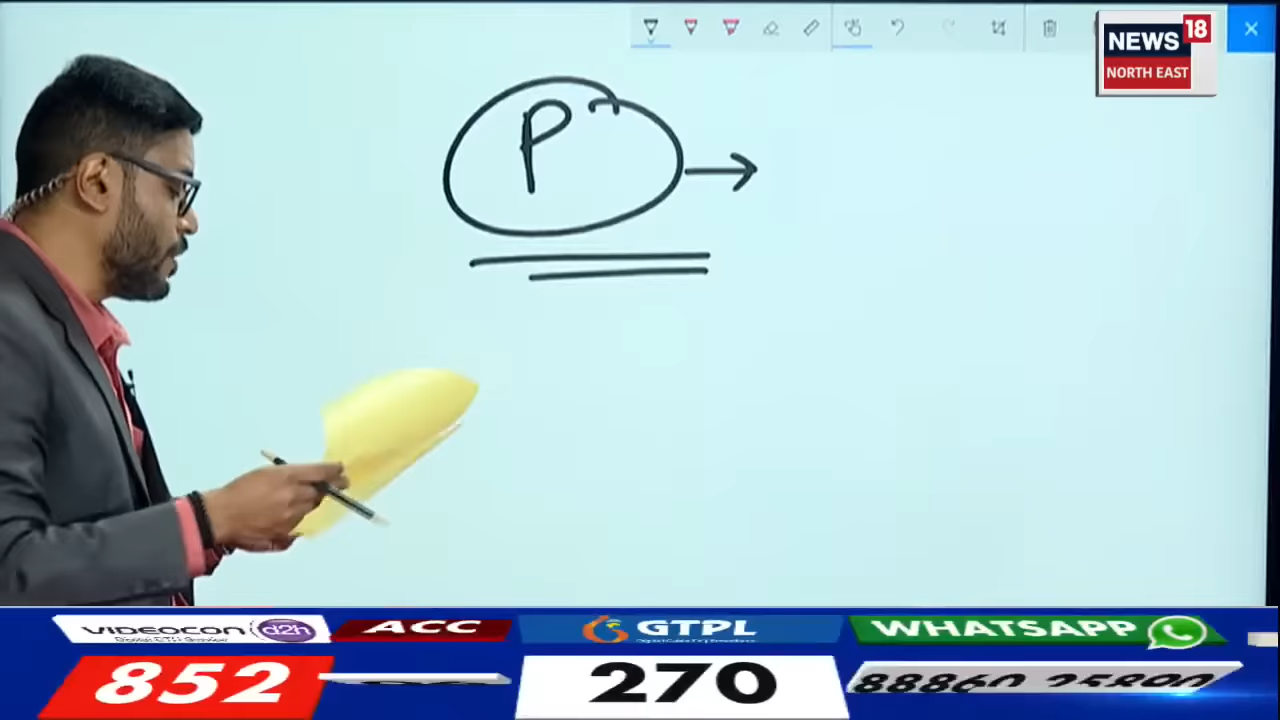 NEWS 18
NORTH EAST
P
VIDEOCON d2h
ACC
GTPL
WHATSAPP
852
270